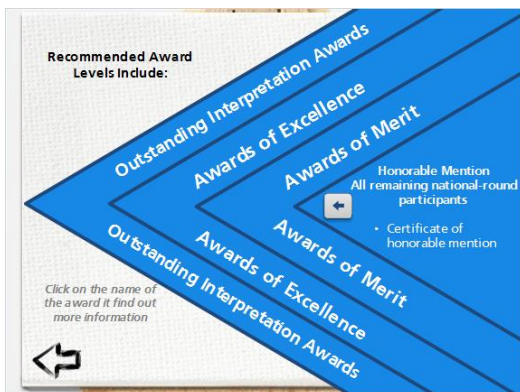 Recommended Award
Levels Include:
Outstanding Interpretation Awards
Awards of Excellence
Awards of Merit
Honorable Mention
All remaining national-round
participants
• Certificate of
honorable mention
Awards of Merit
Awards of Excellence
Outstanding Interpretation Awards
Click on the name of
the award it find out
more information